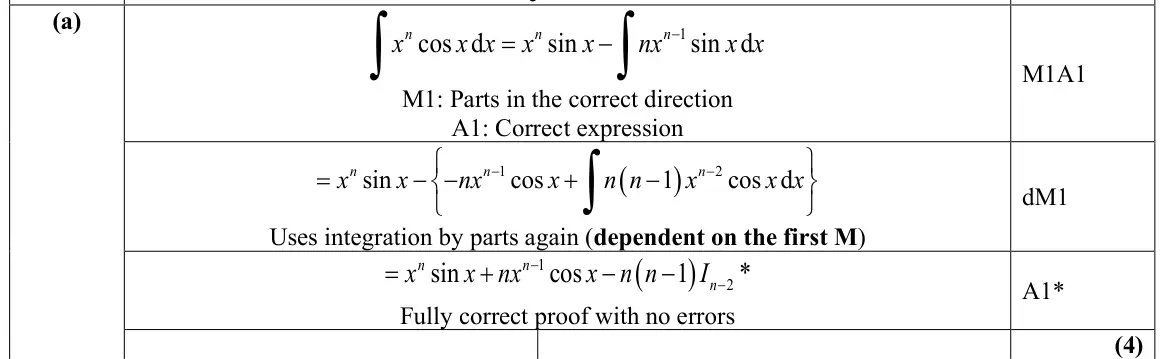 (a)
∫ xⁿ cos x dx = xⁿ sin x − ∫ nxⁿ⁻¹ sin x dx
M1: Parts in the correct direction
A1: Correct expression
M1A1
= xⁿ sin x − {−nxⁿ⁻¹ cos x + ∫ n(n−1)xⁿ⁻² cos x dx}
Uses integration by parts again (dependent on the first M)
dM1
= xⁿ sin x + nxⁿ⁻¹ cos x − n(n−1)Iₙ₋₂ *
Fully correct proof with no errors
A1*
(4)